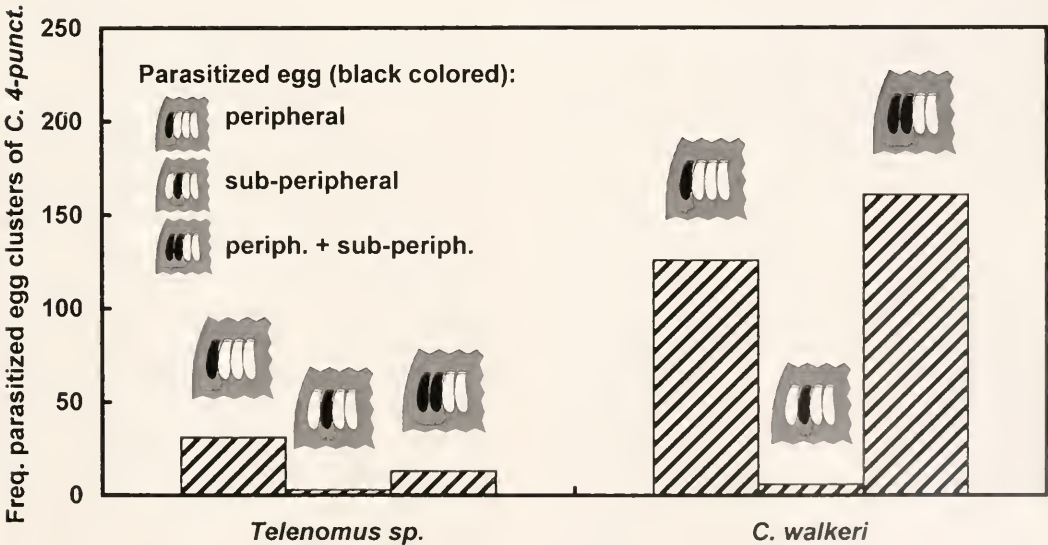 Freq. parasitized egg clusters of C. 4-punct.
250
200
150
100
50
0
Parasitized egg (black colored):
peripheral
sub-peripheral
periph. + sub-periph.
Telenomus sp.
C. walkeri